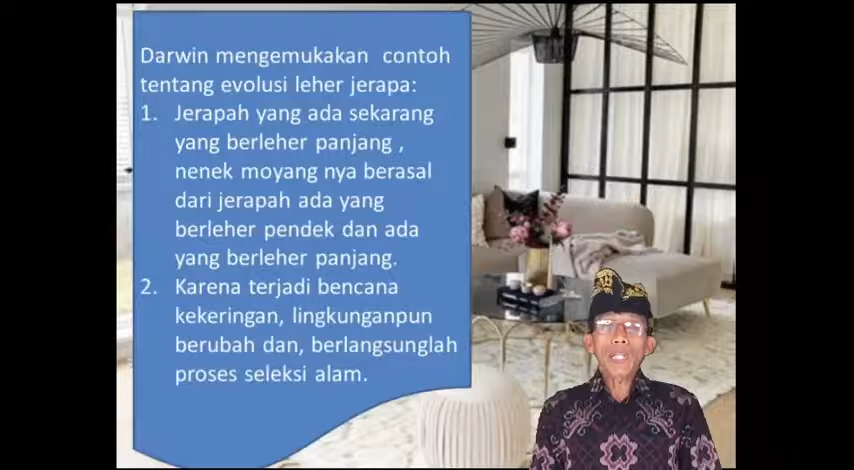 Darwin mengemukakan contoh
tentang evolusi leher jerapa:
1. Jerapah yang ada sekarang
yang berleher panjang ,
nenek moyang nya berasal
dari jerapah ada yang
berleher pendek dan ada
yang berleher panjang.
2. Karena terjadi bencana
kekeringan, lingkunganpun
berubah dan, berlangsunglah
proses seleksi alam.